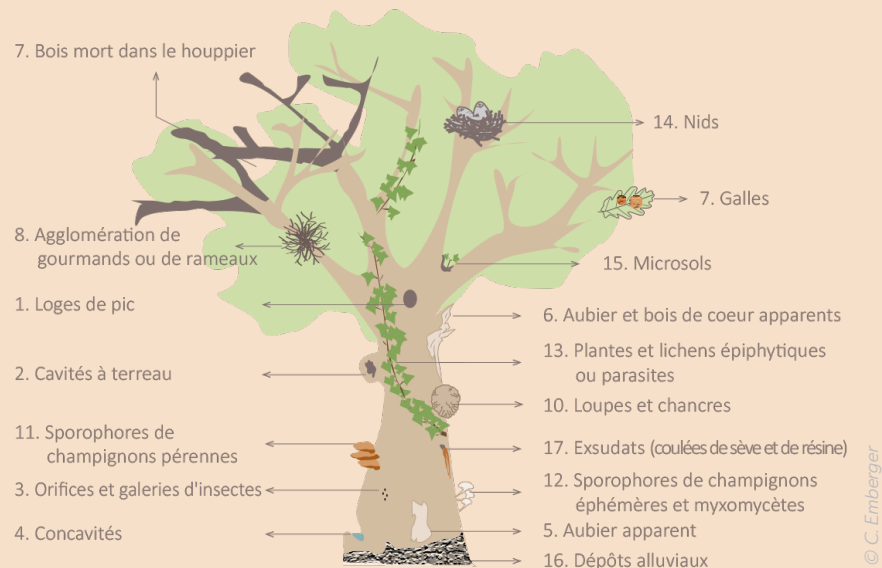 7. Bois mort dans le houppier
8. Agglomération de
gourmands ou de rameaux
1. Loges de pic
2. Cavités à terreau
11. Sporophores de
champignons pérennes
3. Orifices et galeries d'insectes
4. Concavités
14. Nids
7. Galles
15. Microsols
6. Aubier et bois de coeur apparents
13. Plantes et lichens épiphytiques
ou parasites
10. Loupes et chancres
17. Exsudats (coulées de sève et de résine)
12. Sporophores de champignons
éphémères et myxomycètes
5. Aubier apparent
16. Dépôts alluviaux
© C. Emberger